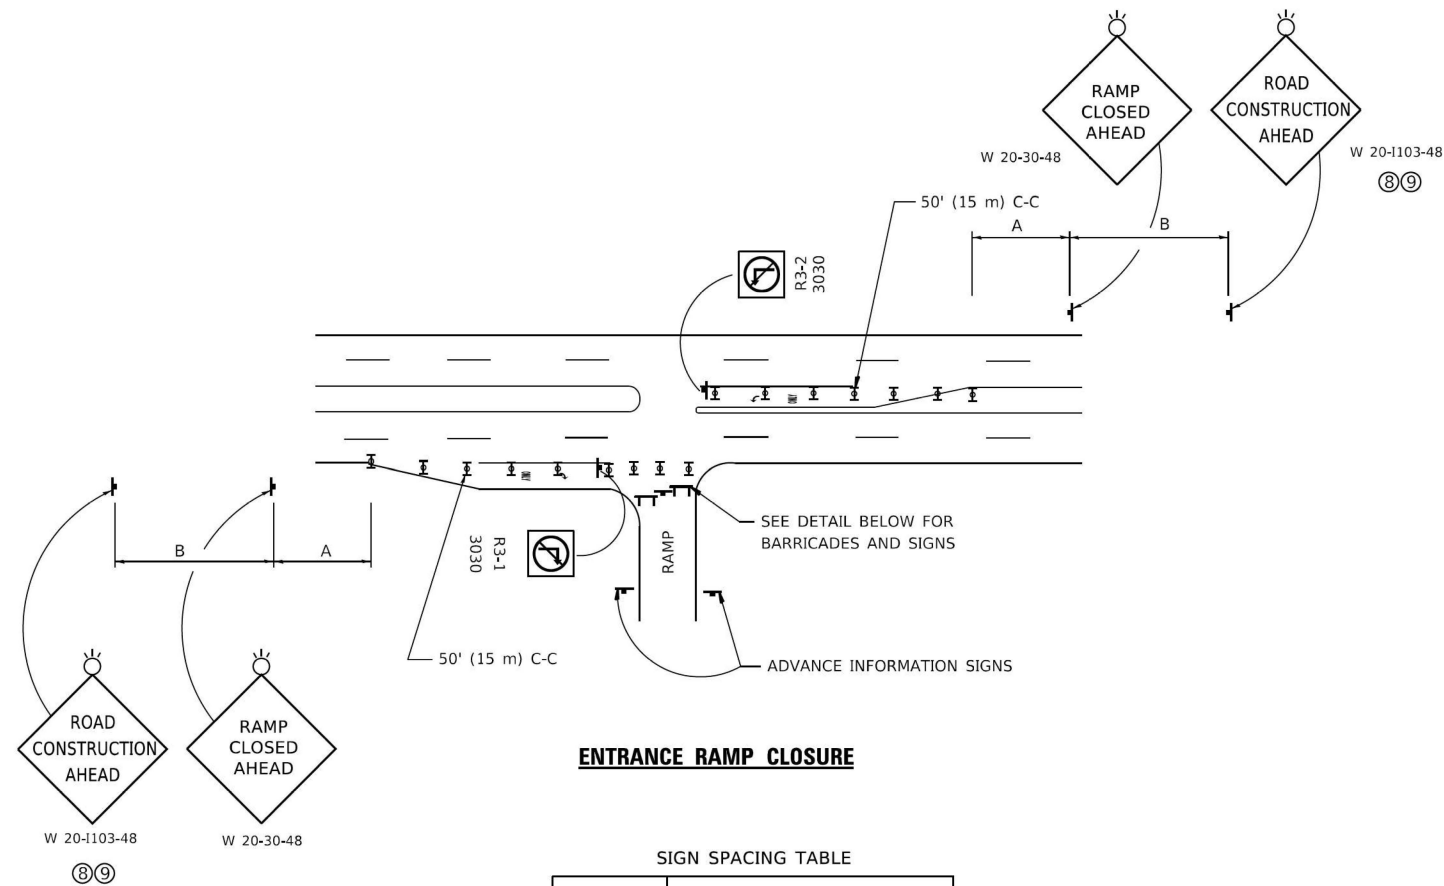 RAMP
CLOSED
AHEAD
W 20-30-48
ROAD
CONSTRUCTION
AHEAD
W 20-I103-48
⑧⑨
50' (15 m) C-C
A
B
R3-2
3030
ONLY
ONLY
B
A
R3-1
3030
RAMP
SEE DETAIL BELOW FOR
BARRICADES AND SIGNS
50' (15 m) C-C
ADVANCE INFORMATION SIGNS
ROAD
CONSTRUCTION
AHEAD
W 20-I103-48
⑧⑨
RAMP
CLOSED
AHEAD
W 20-30-48
ENTRANCE RAMP CLOSURE
SIGN SPACING TABLE